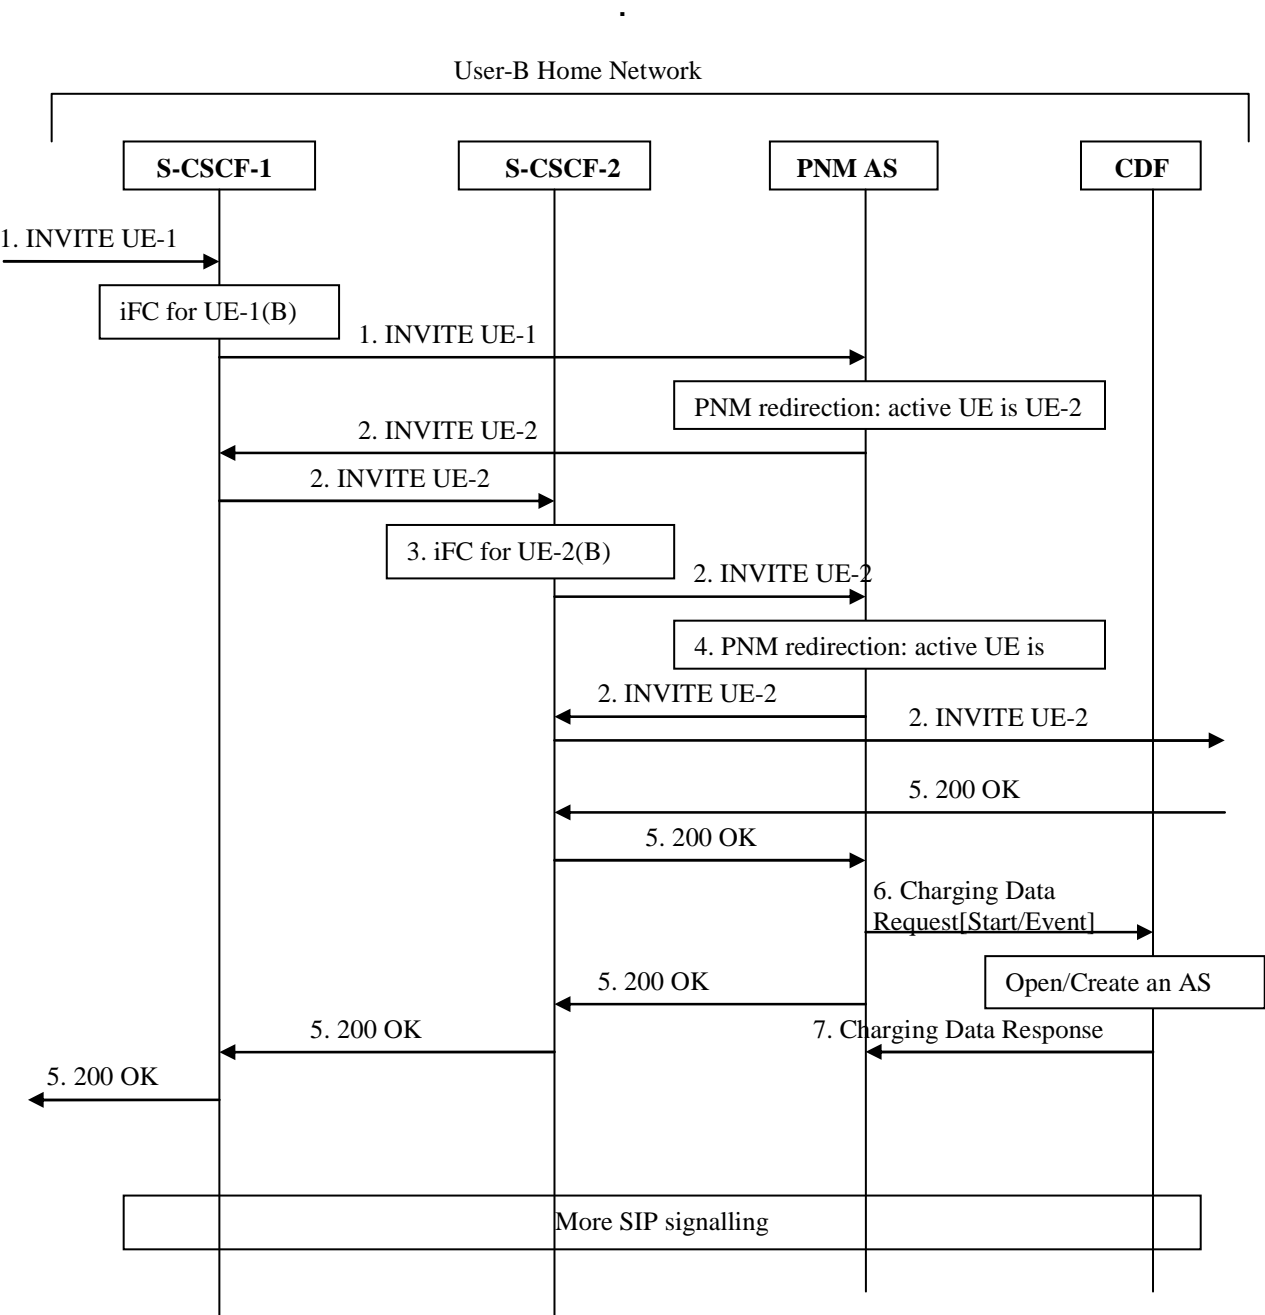 .
User-B Home Network
S-CSCF-1
S-CSCF-2
PNM AS
CDF
1. INVITE UE-1
iFC for UE-1(B)
1. INVITE UE-1
PNM redirection: active UE is UE-2
2. INVITE UE-2
2. INVITE UE-2
3. iFC for UE-2(B)
2. INVITE UE-2
4. PNM redirection: active UE is
2. INVITE UE-2
2. INVITE UE-2
5. 200 OK
5. 200 OK
6. Charging Data
Request[Start/Event]
Open/Create an AS
5. 200 OK
7. Charging Data Response
5. 200 OK
5. 200 OK
More SIP signalling